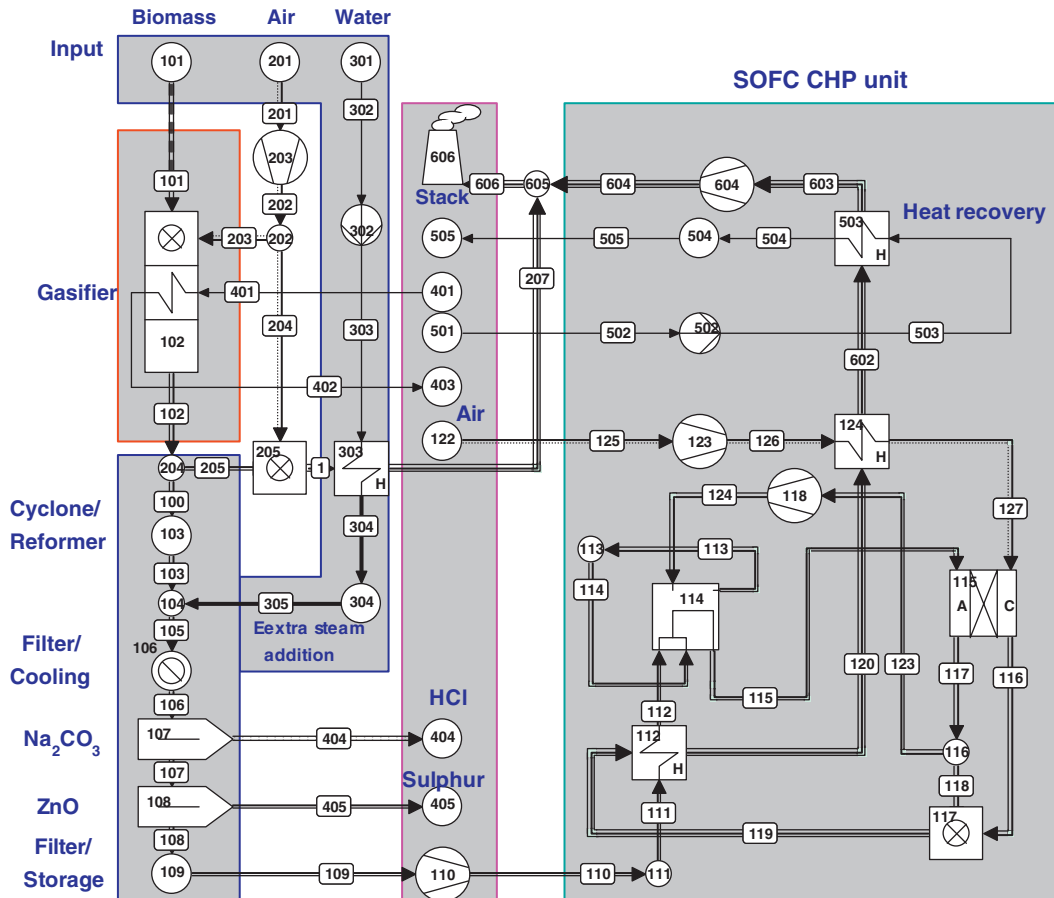 Biomass Air Water
Input
101 201 301
SOFC CHP unit
201 302
203
606
101
202
302
606 605 604 604 603
Stack
203 202
505 505 504 504 503 H
Heat recovery
Gasifier
401 401
207
204 303
501 502 502 503
102
402 403
602
102
Air
122 125 123 126 124 H
205 303 H
204 205 1
100
304
124 118
127
Cyclone/
Reformer
103
113 113
103
114
114
115 A C
104 305 304
105
Eextra steam
addition
Filter/
Cooling
106
120 123 117 116
115
106
HCl
112
Na2CO3
107 404 404
112 H
116
107
Sulphur
118
ZnO
108 405 405
111
117
119
108
Filter/
Storage
109 109 110 110 111